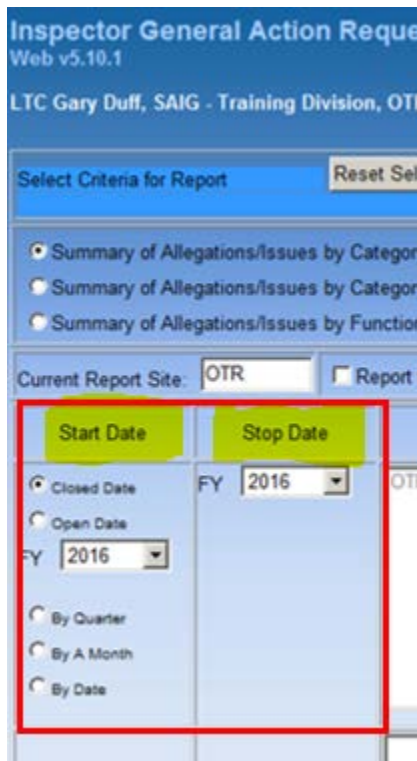 Inspector General Action Reque
Web v5.10.1
LTC Gary Duff, SAIG - Training Division, OTI
Select Criteria for Report Reset Sel
Summary of Allegations/Issues by Categor
Summary of Allegations/Issues by Categor
Summary of Allegations/Issues by Function
Current Report Site: OTR Report
Start Date Stop Date
Closed Date FY 2016
Open Date
FY 2016
By Quarter
By A Month
By Date